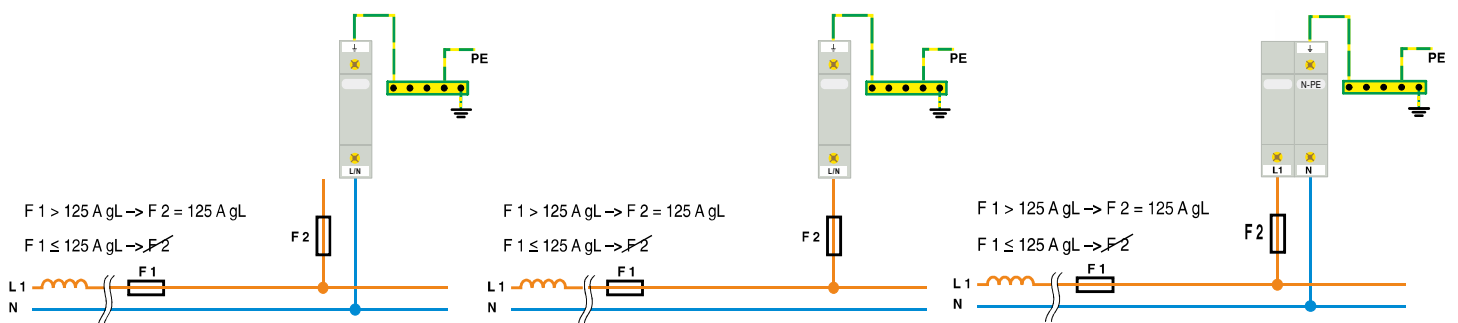 ⏚
PE
L/N
F 1 > 125 A gL –> F 2 = 125 A gL
F 1 ≤ 125 A gL –> F 2
F 2
F 1
L 1
N
⏚
PE
L/N
F 1 > 125 A gL –> F 2 = 125 A gL
F 1 ≤ 125 A gL –> F 2
F 2
F 1
L 1
N
⏚
PE
N-PE
L1
N
F 1 > 125 A gL –> F 2 = 125 A gL
F 1 ≤ 125 A gL –> F 2
F 2
F 1
L 1
N